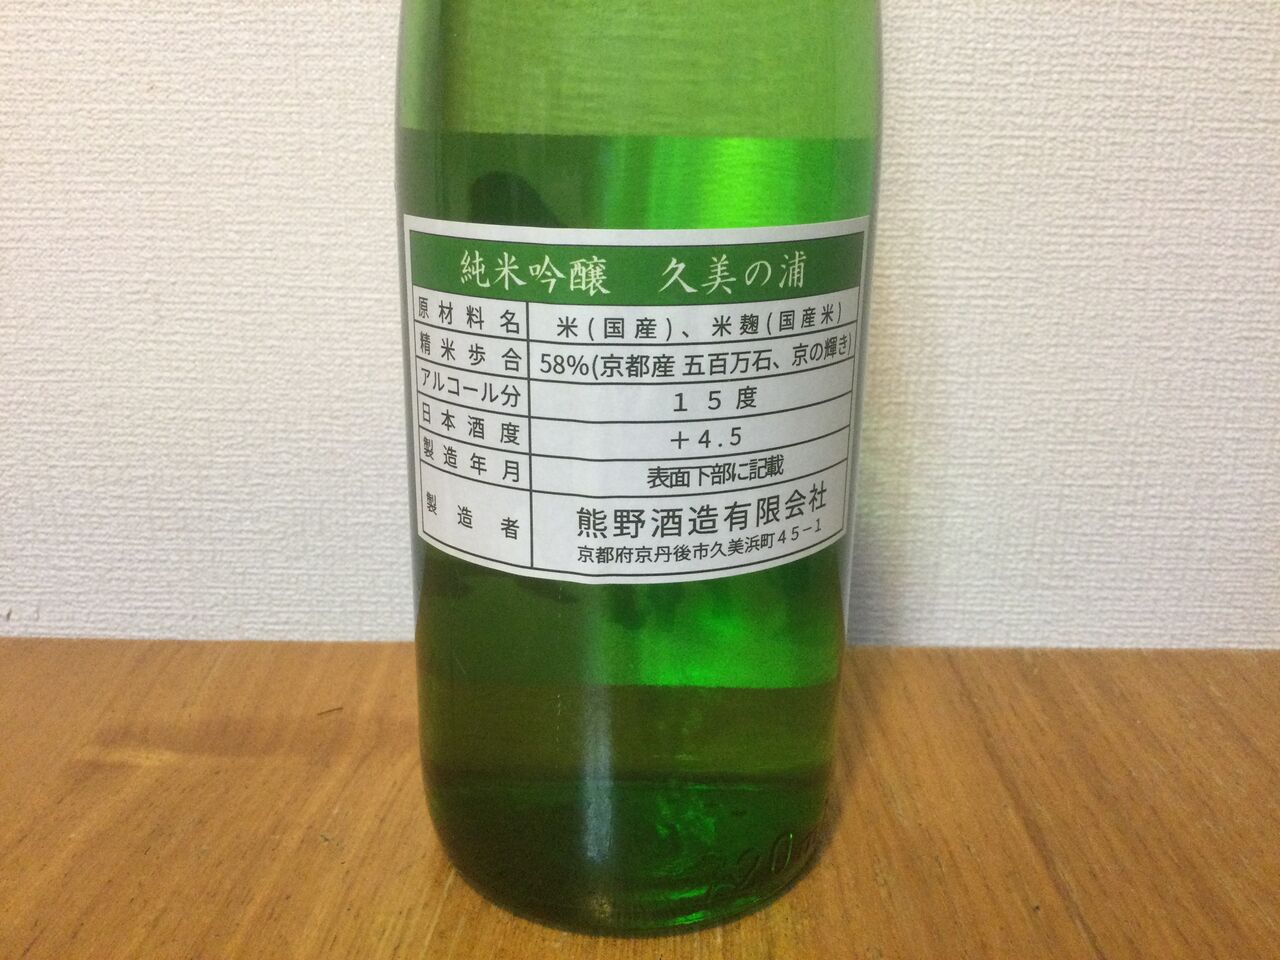 純米吟醸 久美の浦
原材料名 米(国産)、米麹(国産米)
精米歩合 58%(京都産 五百万石、京の輝き)
アルコール分 15度
日本酒度 +4.5
製造年月 表面下部に記載
製造者 熊野酒造有限会社
京都府京丹後市久美浜町45-1